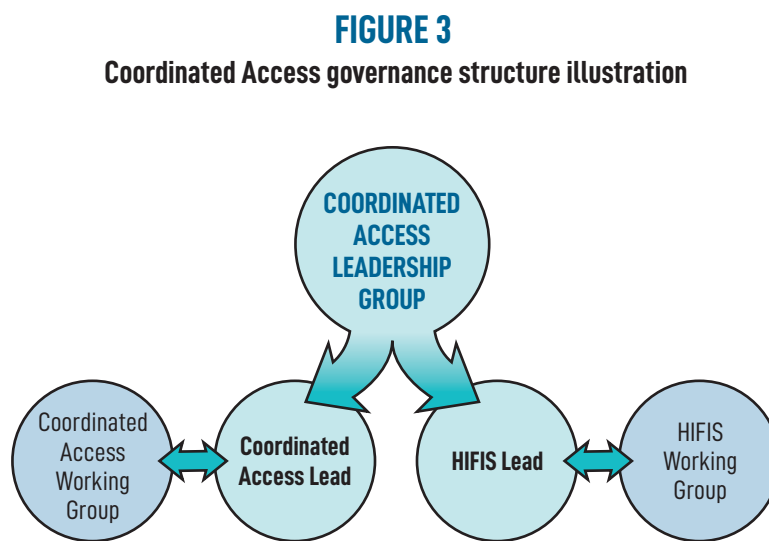 FIGURE 3
Coordinated Access governance structure illustration
COORDINATED
ACCESS
LEADERSHIP
GROUP
Coordinated
Access
Working
Group
Coordinated
Access Lead
HIFIS Lead
HIFIS
Working
Group